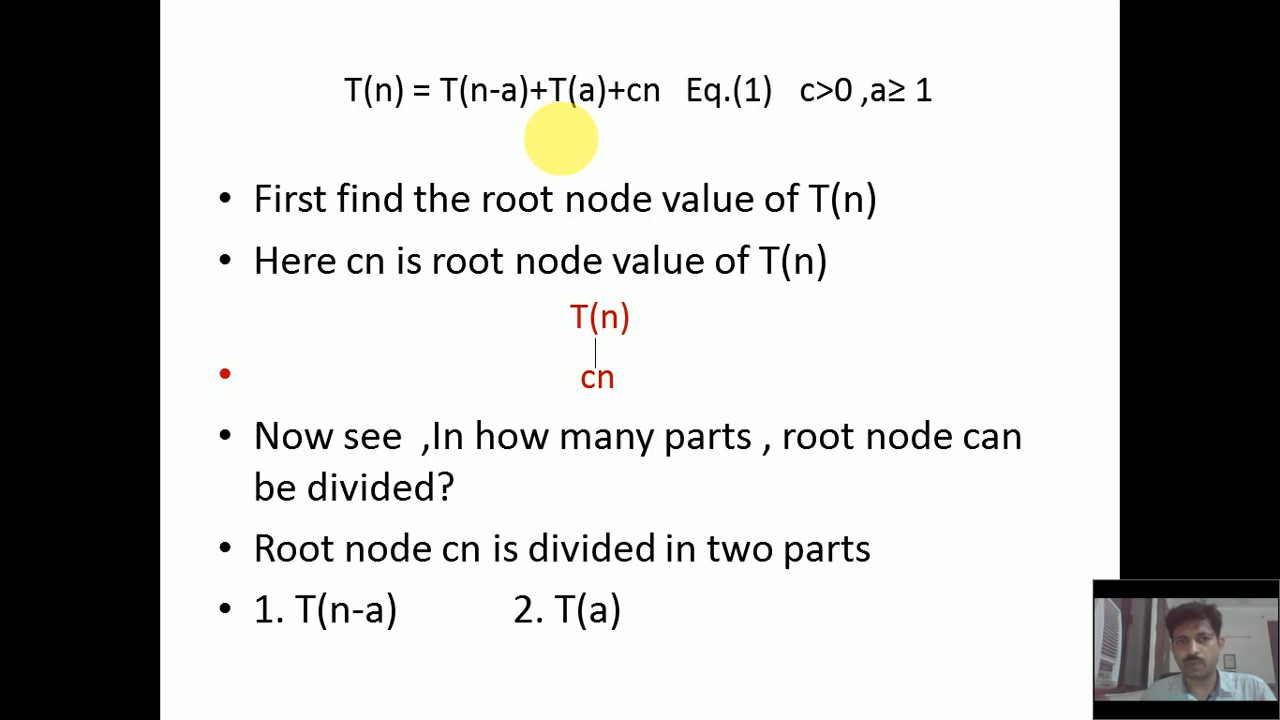 T(n) = T(n-a)+T(a)+cn Eq.(1) c>0 ,a≥ 1
• First find the root node value of T(n)
• Here cn is root node value of T(n)
T(n)
• cn
• Now see ,In how many parts , root node can
be divided?
• Root node cn is divided in two parts
• 1. T(n-a) 2. T(a)